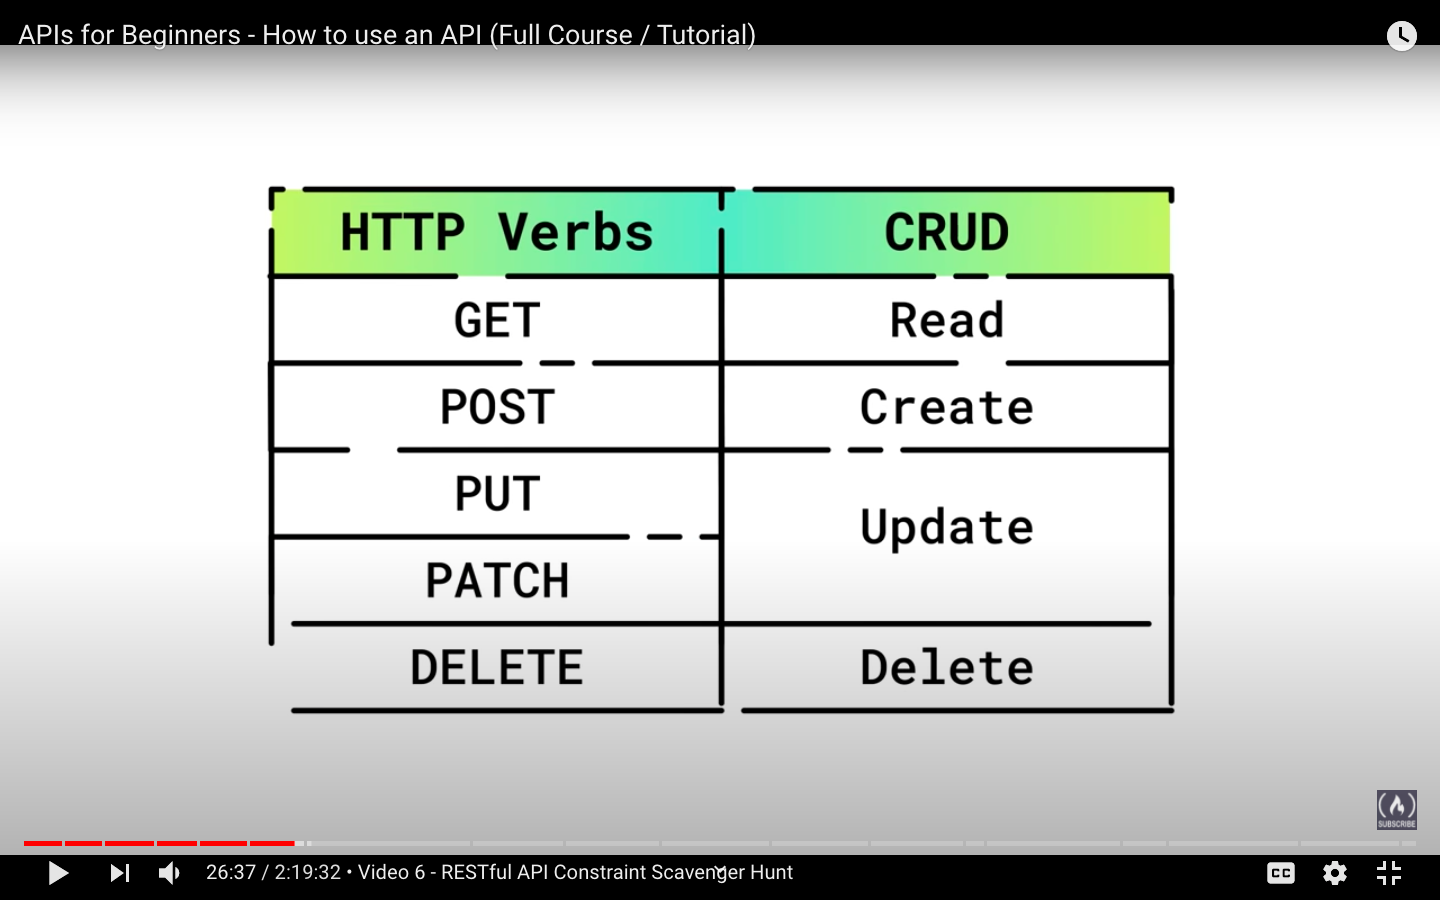 APIs for Beginners - How to use an API (Full Course / Tutorial)
HTTP Verbs CRUD
GET Read
POST Create
PUT
Update
PATCH
DELETE Delete
SUBSCRIBE
26:37 / 2:19:32 • Video 6 - RESTful API Constraint Scavenger Hunt
CC